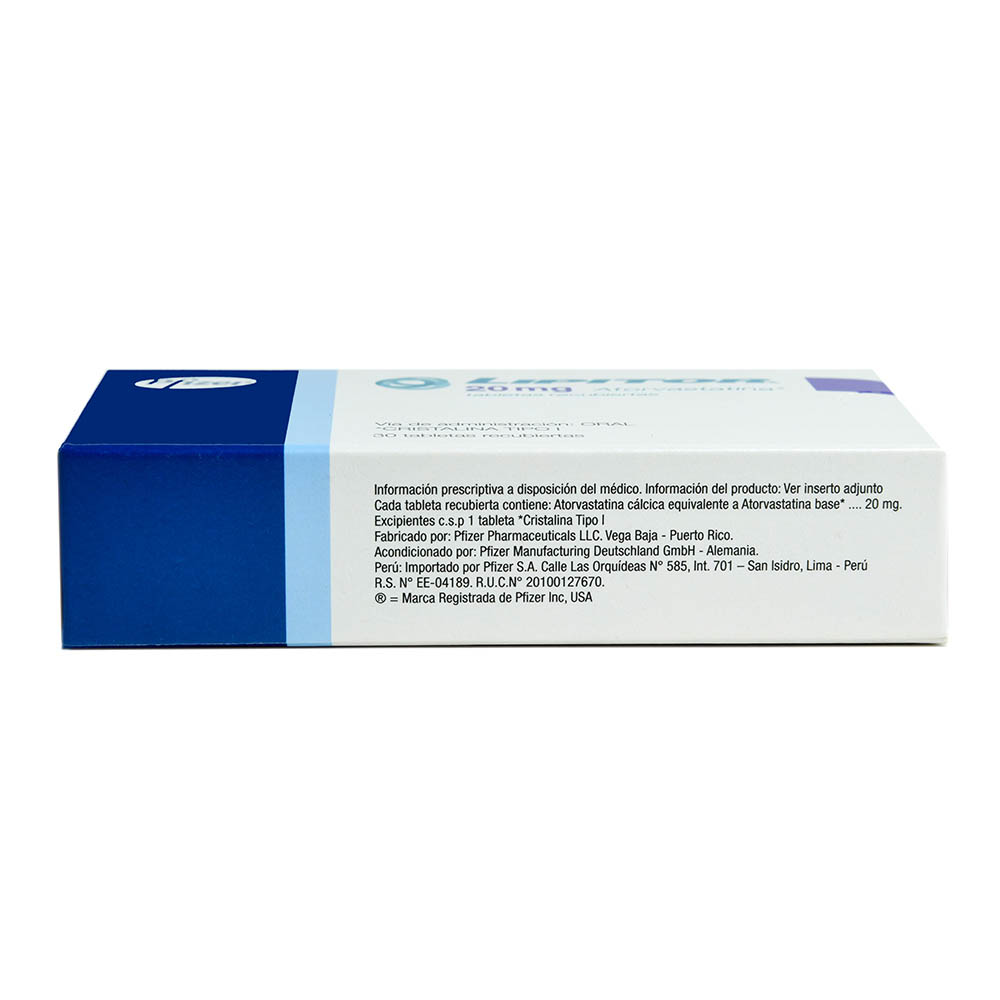 Pfizer
LIPITOR®
20 mg Atorvastatina*
tabletas recubiertas
Vía de administración: ORAL
*CRISTALINA TIPO I
30 tabletas recubiertas
Información prescriptiva a disposición del médico. Información del producto: Ver inserto adjunto
Cada tableta recubierta contiene: Atorvastatina cálcica equivalente a Atorvastatina base* .... 20 mg.
Excipientes c.s.p 1 tableta *Cristalina Tipo I
Fabricado por: Pfizer Pharmaceuticals LLC. Vega Baja - Puerto Rico.
Acondicionado por: Pfizer Manufacturing Deutschland GmbH - Alemania.
Perú: Importado por Pfizer S.A. Calle Las Orquídeas N° 585, Int. 701 – San Isidro, Lima - Perú
R.S. N° EE-04189. R.U.C.N° 20100127670.
® = Marca Registrada de Pfizer Inc, USA